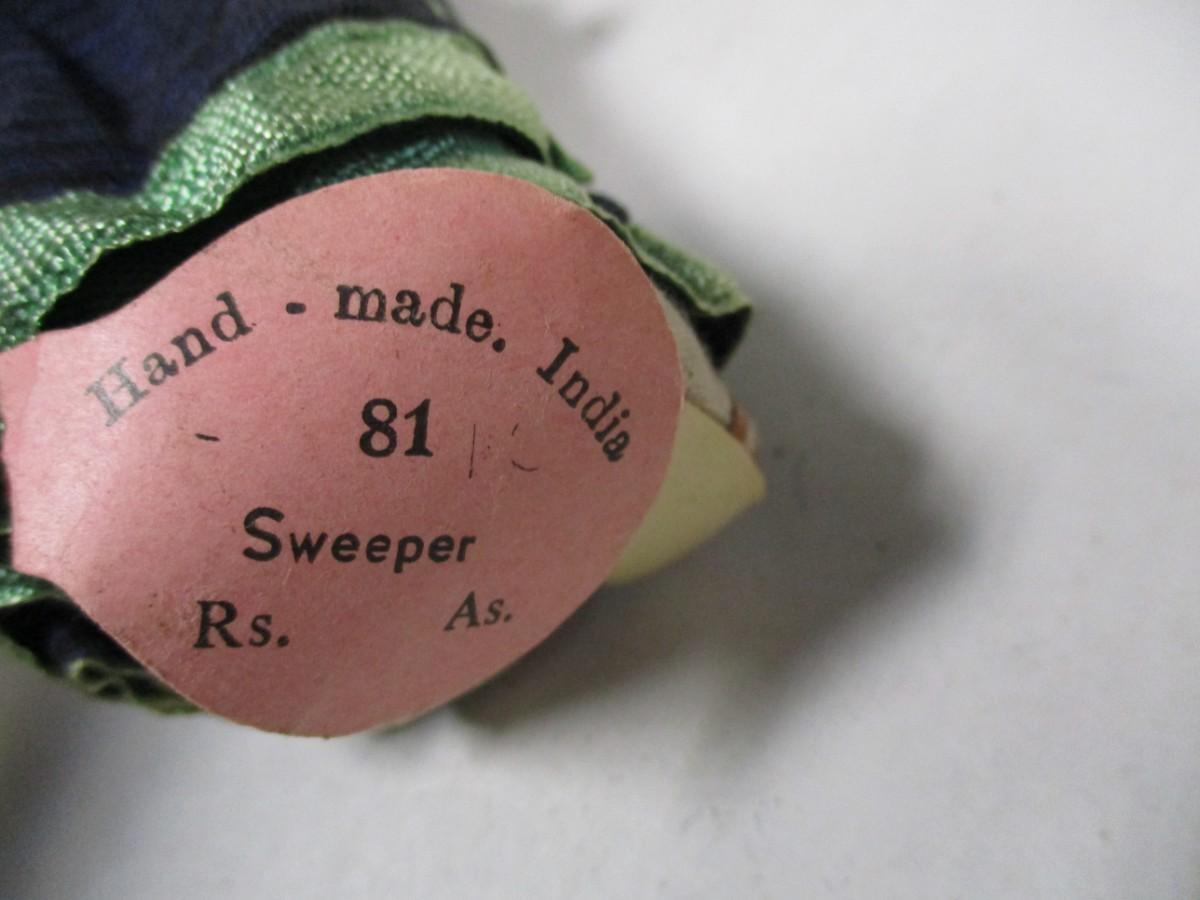 Hand - made. India
81
Sweeper
Rs. As.